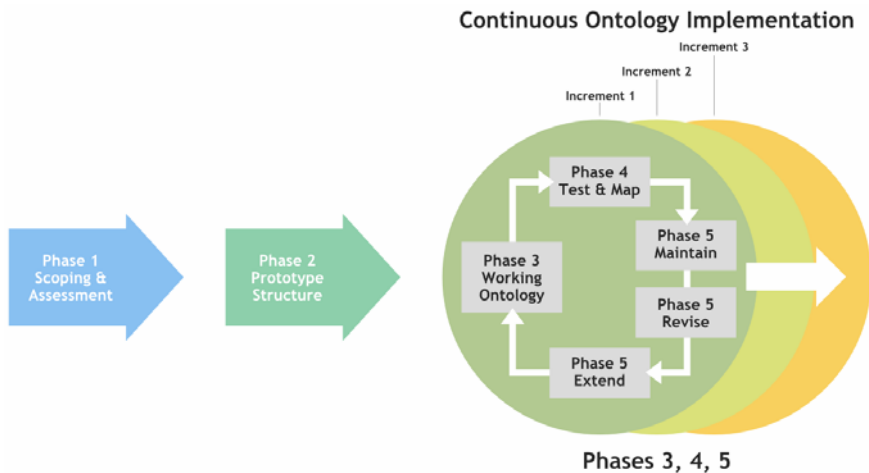 Continuous Ontology Implementation
Increment 3
Increment 2
Increment 1
Phase 1
Scoping &
Assessment
Phase 2
Prototype
Structure
Phase 4
Test & Map
Phase 3
Working
Ontology
Phase 5
Maintain
Phase 5
Revise
Phase 5
Extend
Phases 3, 4, 5